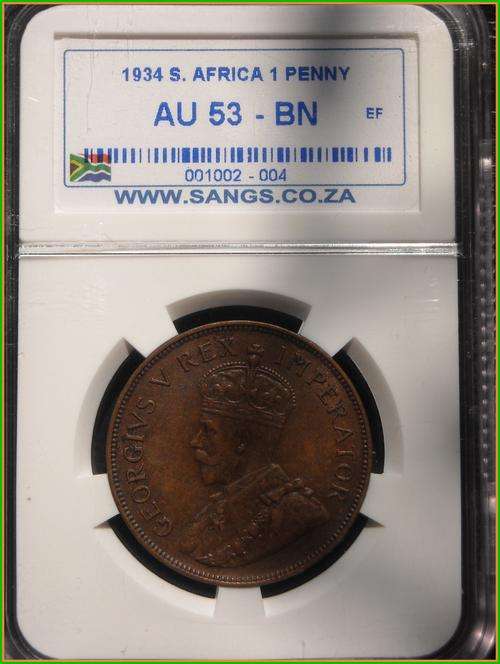 1934 S. AFRICA 1 PENNY
AU 53 - BN
EF
001002 - 004
WWW.SANGS.CO.ZA
GEORGIVS V REX IMPERATOR